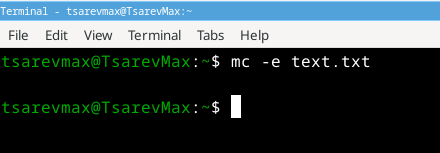 Terminal - tsarevmax@TsarevMax:~
File Edit View Terminal Tabs Help
tsarevmax@TsarevMax:~$ mc -e text.txt
tsarevmax@TsarevMax:~$